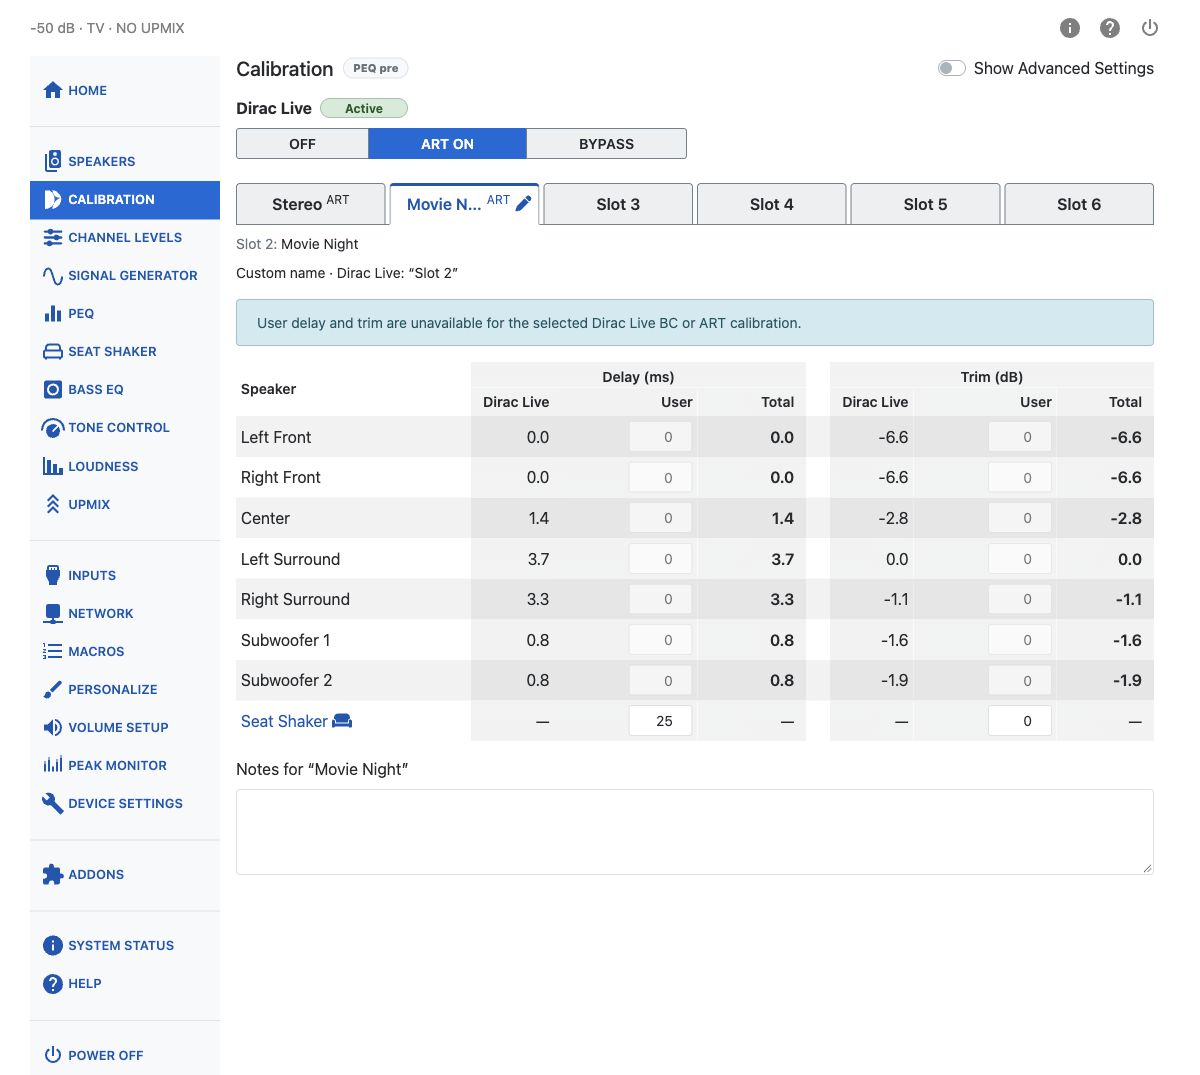 -50 dB · TV · NO UPMIX
HOME
SPEAKERS
CALIBRATION
CHANNEL LEVELS
SIGNAL GENERATOR
PEQ
SEAT SHAKER
BASS EQ
TONE CONTROL
LOUDNESS
UPMIX
INPUTS
NETWORK
MACROS
PERSONALIZE
VOLUME SETUP
PEAK MONITOR
DEVICE SETTINGS
ADDONS
SYSTEM STATUS
HELP
POWER OFF
Calibration PEQ pre
Show Advanced Settings
Dirac Live Active
OFF ART ON BYPASS
Stereo ART Movie N... ART Slot 3 Slot 4 Slot 5 Slot 6
Slot 2: Movie Night
Custom name · Dirac Live: “Slot 2”
User delay and trim are unavailable for the selected Dirac Live BC or ART calibration.
Speaker Delay (ms) Trim (dB)
Dirac Live User Total Dirac Live User Total
Left Front 0.0 0 0.0 -6.6 0 -6.6
Right Front 0.0 0 0.0 -6.6 0 -6.6
Center 1.4 0 1.4 -2.8 0 -2.8
Left Surround 3.7 0 3.7 0.0 0 0.0
Right Surround 3.3 0 3.3 -1.1 0 -1.1
Subwoofer 1 0.8 0 0.8 -1.6 0 -1.6
Subwoofer 2 0.8 0 0.8 -1.9 0 -1.9
Seat Shaker — 25 — — 0 —
Notes for “Movie Night”